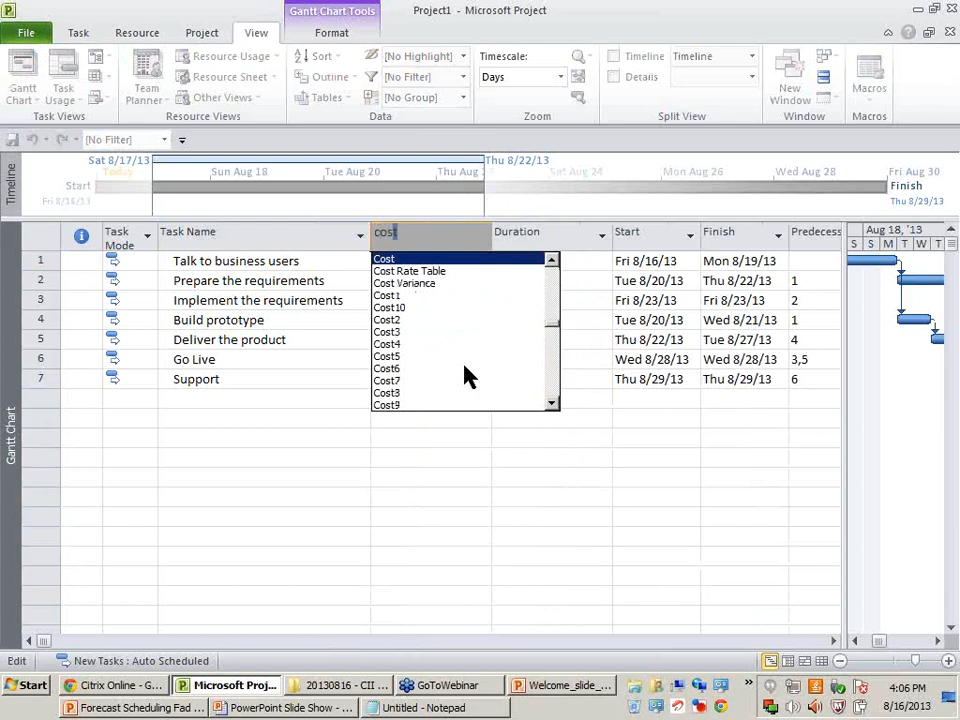 Gantt Chart Tools
Project1 - Microsoft Project
File Task Resource Project View Format
Gantt Chart
Task Usage
Task Views
Team Planner
Resource Usage
Resource Sheet
Other Views
Resource Views
Sort
Outline
Tables
[No Highlight]
[No Filter]
[No Group]
Data
Timescale:
Days
Zoom
Timeline Timeline
Details
Split View
New Window
Window
Macros
Macros
[No Filter]
Timeline
Sat 8/17/13 Thu 8/22/13
Today Sun Aug 18 Tue Aug 20 Thu Aug Sat Aug 24 Mon Aug 26 Wed Aug 28 Fri Aug 30
Start Finish
Fri 8/16/13 Thu 8/29/13
Task Mode Task Name cost Duration Start Finish Predecess Aug 18, '13
S S M T W T
1 Talk to business users Fri 8/16/13 Mon 8/19/13
2 Prepare the requirements Tue 8/20/13 Thu 8/22/13 1
3 Implement the requirements Fri 8/23/13 Fri 8/23/13 2
4 Build prototype Tue 8/20/13 Wed 8/21/13 1
5 Deliver the product Thu 8/22/13 Tue 8/27/13 4
6 Go Live Wed 8/28/13 Wed 8/28/13 3,5
7 Support Thu 8/29/13 Thu 8/29/13 6
Cost
Cost Rate Table
Cost Variance
Cost1
Cost10
Cost2
Cost3
Cost4
Cost5
Cost6
Cost7
Cost8
Cost9
Gantt Chart
Edit New Tasks : Auto Scheduled
Start Citrix Online - G... Microsoft Proj... 20130816 - CII ... GoToWebinar Welcome_slide_... 4:06 PM
Forecast Scheduling Fad ... PowerPoint Slide Show - ... Untitled - Notepad 8/16/2013